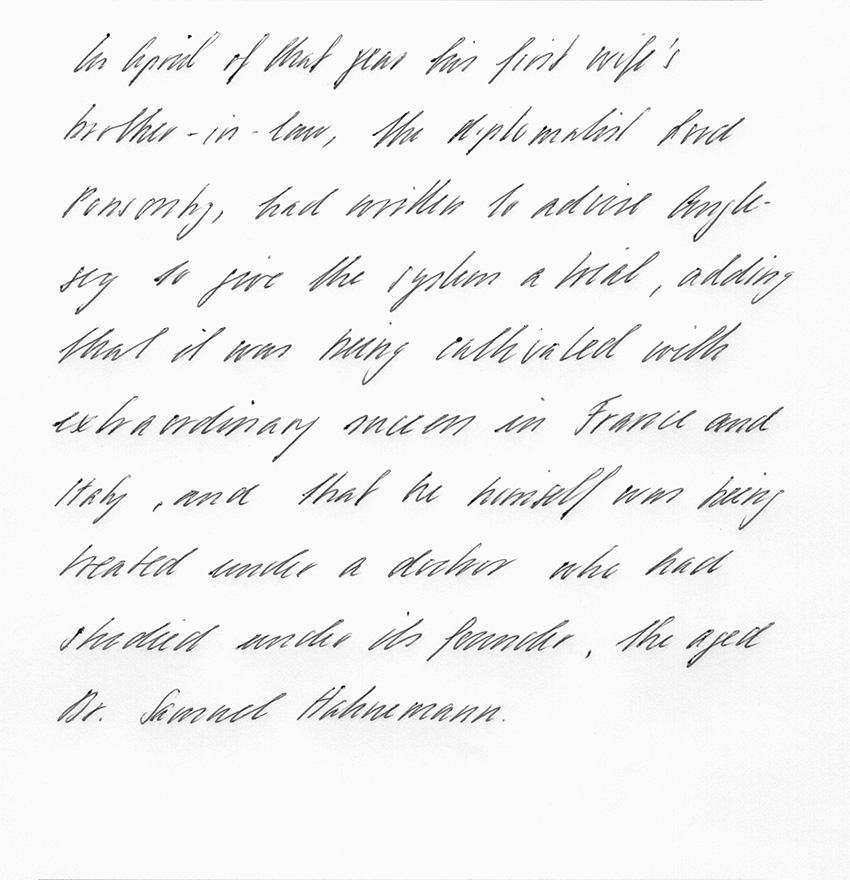 In April of that year his first wife's
brother-in-law, the diplomatist Lord
Ponsonby, had written to advise Angle-
sey to give the system a trial, adding
that it was being cultivated with
extraordinary success in France and
Italy, and that he himself was being
treated under a doctor who had
studied under its founder, the aged
Dr. Samuel Hahnemann.